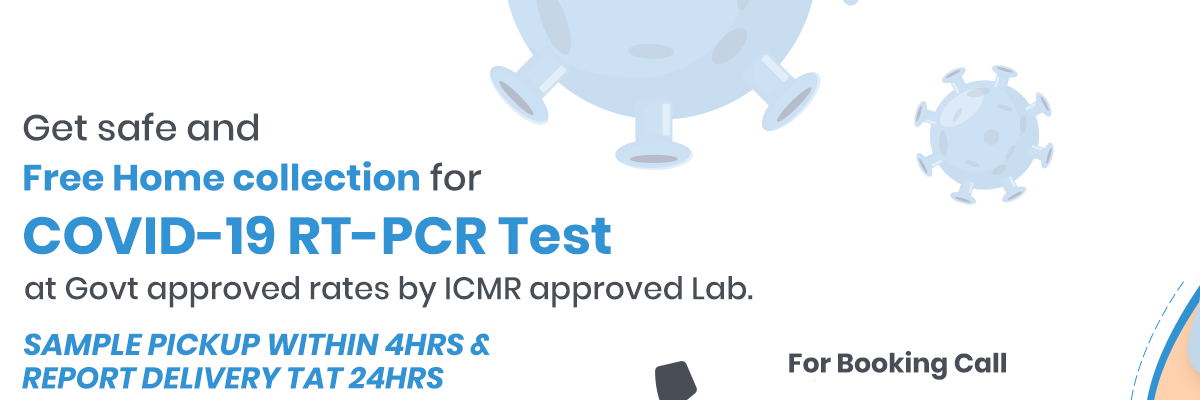 Get safe and
Free Home collection for
COVID-19 RT-PCR Test
at Govt approved rates by ICMR approved Lab.
SAMPLE PICKUP WITHIN 4HRS &
REPORT DELIVERY TAT 24HRS
For Booking Call